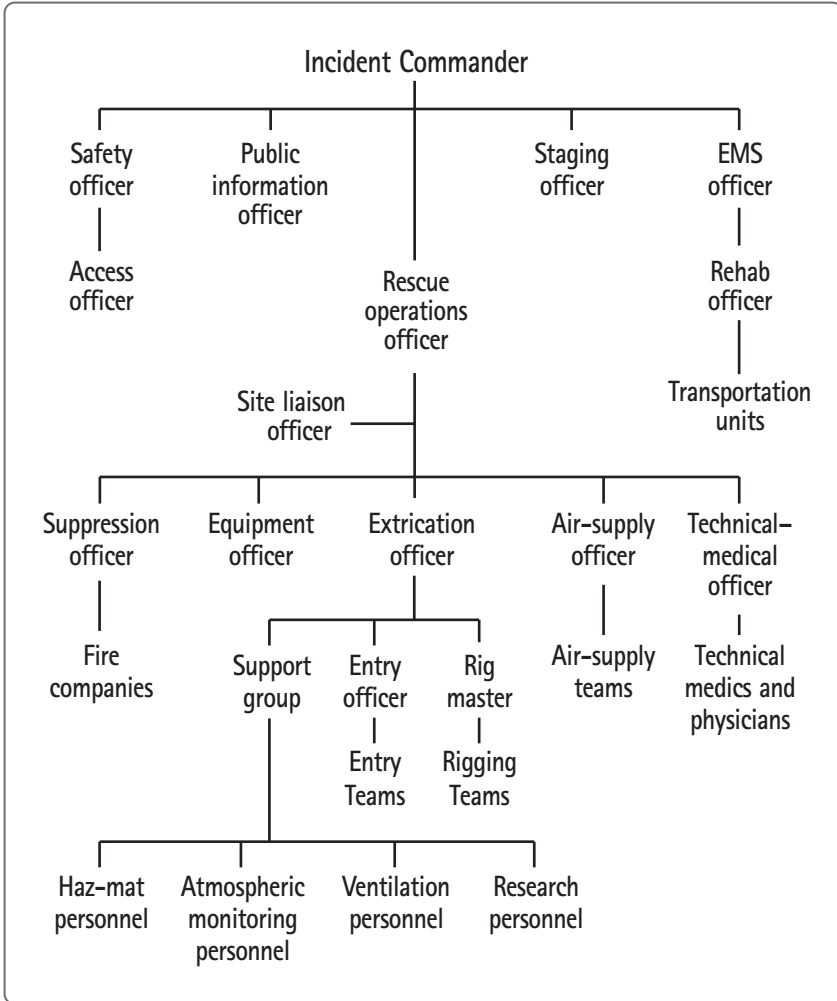 Incident Commander
Safety
officer
Public
information
officer
Staging
officer
EMS
officer
Access
officer
Rescue
operations
officer
Rehab
officer
Site liaison
officer
Transportation
units
Suppression
officer
Equipment
officer
Extrication
officer
Air-supply
officer
Technical-
medical
officer
Fire
companies
Support
group
Entry
officer
Rig
master
Air-supply
teams
Technical
medics and
physicians
Entry
Teams
Rigging
Teams
Haz-mat
personnel
Atmospheric
monitoring
personnel
Ventilation
personnel
Research
personnel